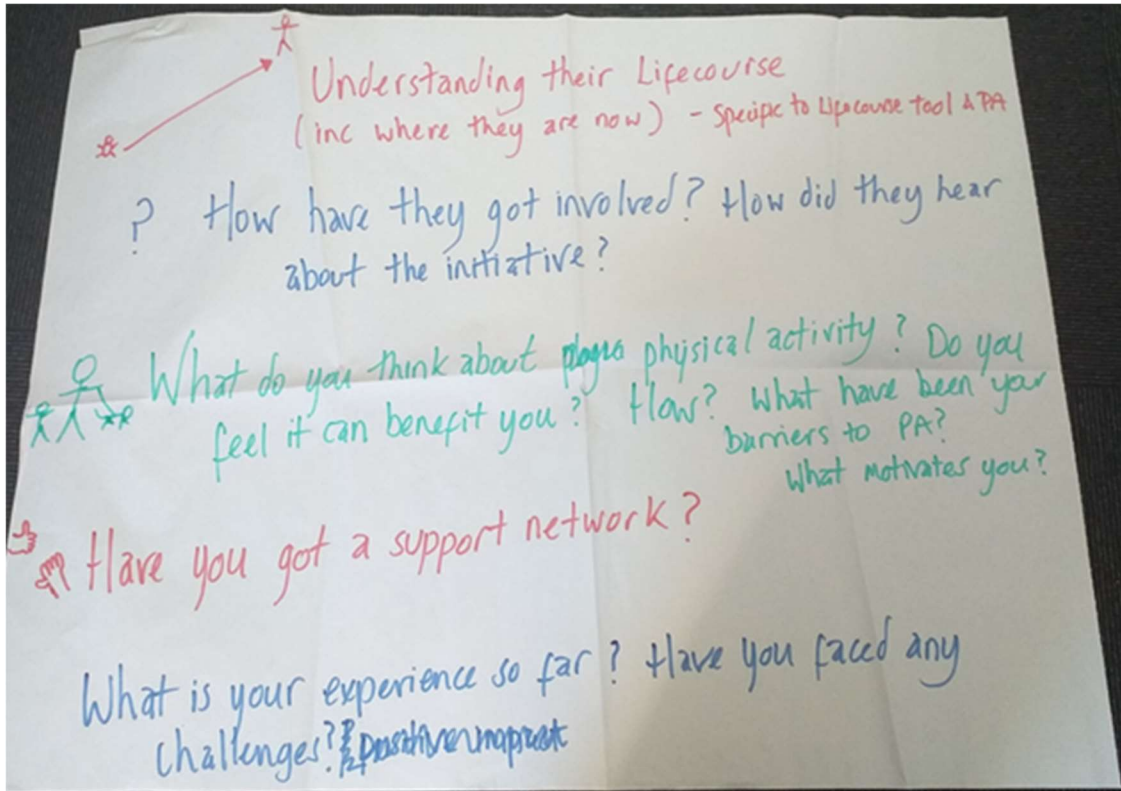 Understanding their Lifecourse
(inc where they are now) - Specific to Lifecourse tool & PA
? How have they got involved? How did they hear
about the initiative?
What do you think about physical activity? Do you
feel it can benefit you? How? What have been your
barriers to PA?
What motivates you?
Have you got a support network?
What is your experience so far? Have you faced any
challenges?